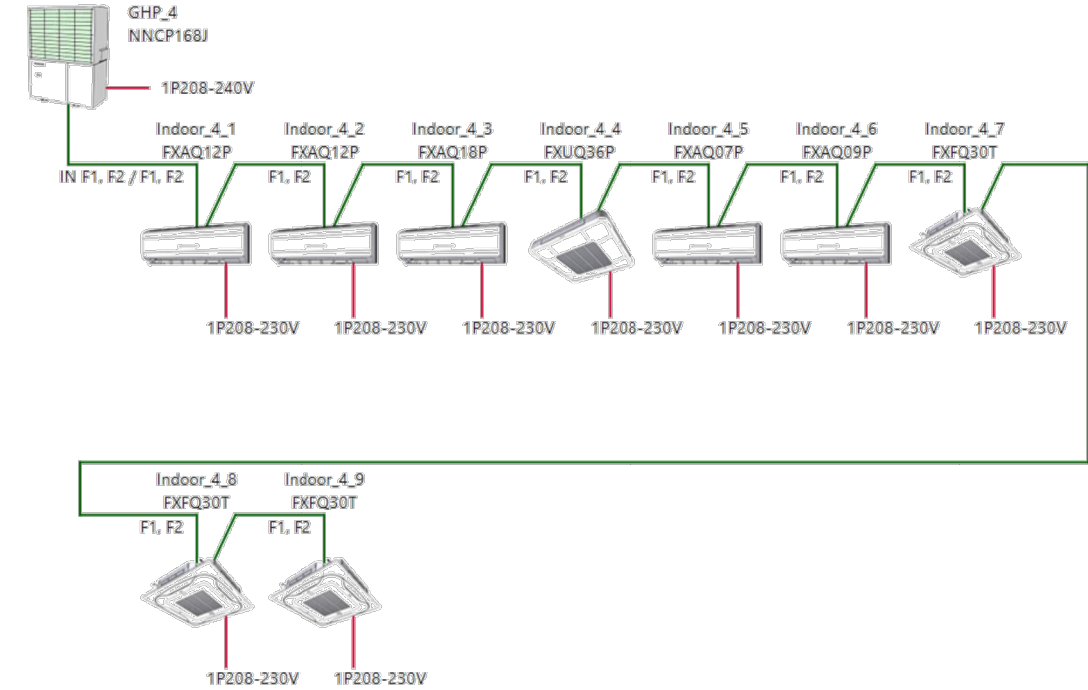 GHP_4
NNCP168J
1P208-240V
Indoor_4_1 Indoor_4_2 Indoor_4_3 Indoor_4_4 Indoor_4_5 Indoor_4_6 Indoor_4_7
FXAQ12P FXAQ12P FXAQ18P FXUQ36P FXAQ07P FXAQ09P FXFQ30T
IN F1, F2 / F1, F2 F1, F2 F1, F2 F1, F2 F1, F2 F1, F2 F1, F2
1P208-230V 1P208-230V 1P208-230V 1P208-230V 1P208-230V 1P208-230V 1P208-230V
Indoor_4_8 Indoor_4_9
FXFQ30T FXFQ30T
F1, F2 F1, F2
1P208-230V 1P208-230V